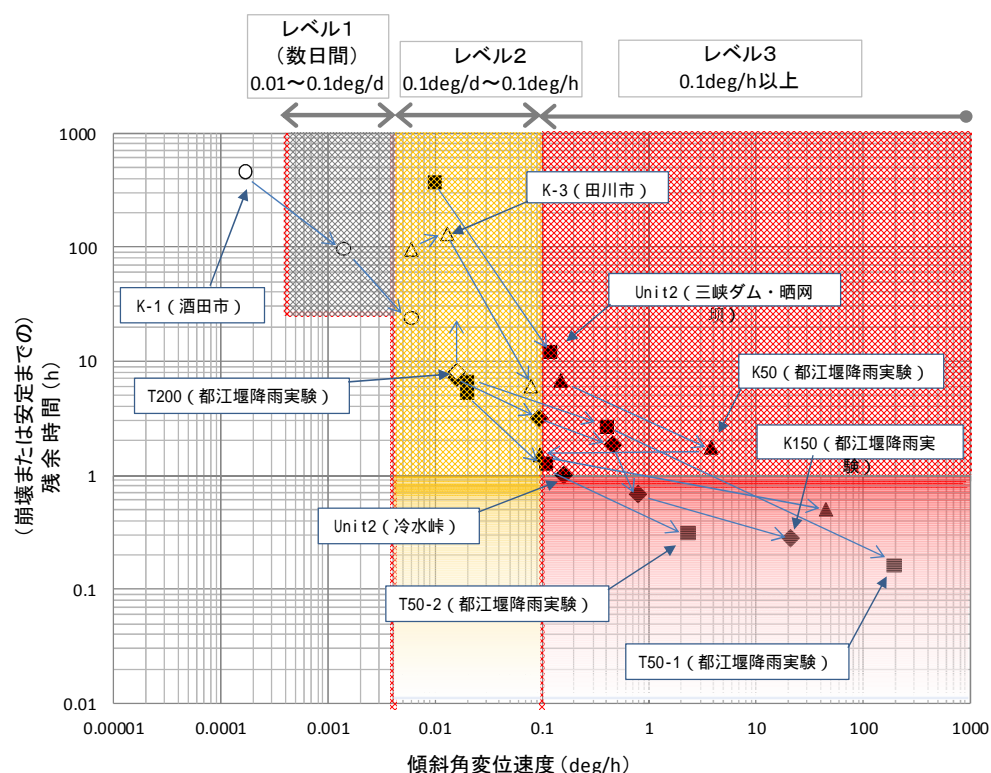 レベル1
（数日間）
0.01～0.1deg/d
レベル2
0.1deg/d～0.1deg/h
レベル3
0.1deg/h以上
1000
100
10
1
0.1
0.01
(崩壊または安定までの
残余時間(h)
K-3（田川市）
Unit2（三峡ダム・晒网
K-1（酒田市）
T200（都江堰降雨実験）
K50（都江堰降雨実験）
K150（都江堰降雨実
験）
Unit2（冷水峠）
T50-2（都江堰降雨実験）
T50-1（都江堰降雨実験）
0.00001
0.0001
0.001
0.01
0.1
1
10
100
1000
傾斜角変位速度(deg/h)